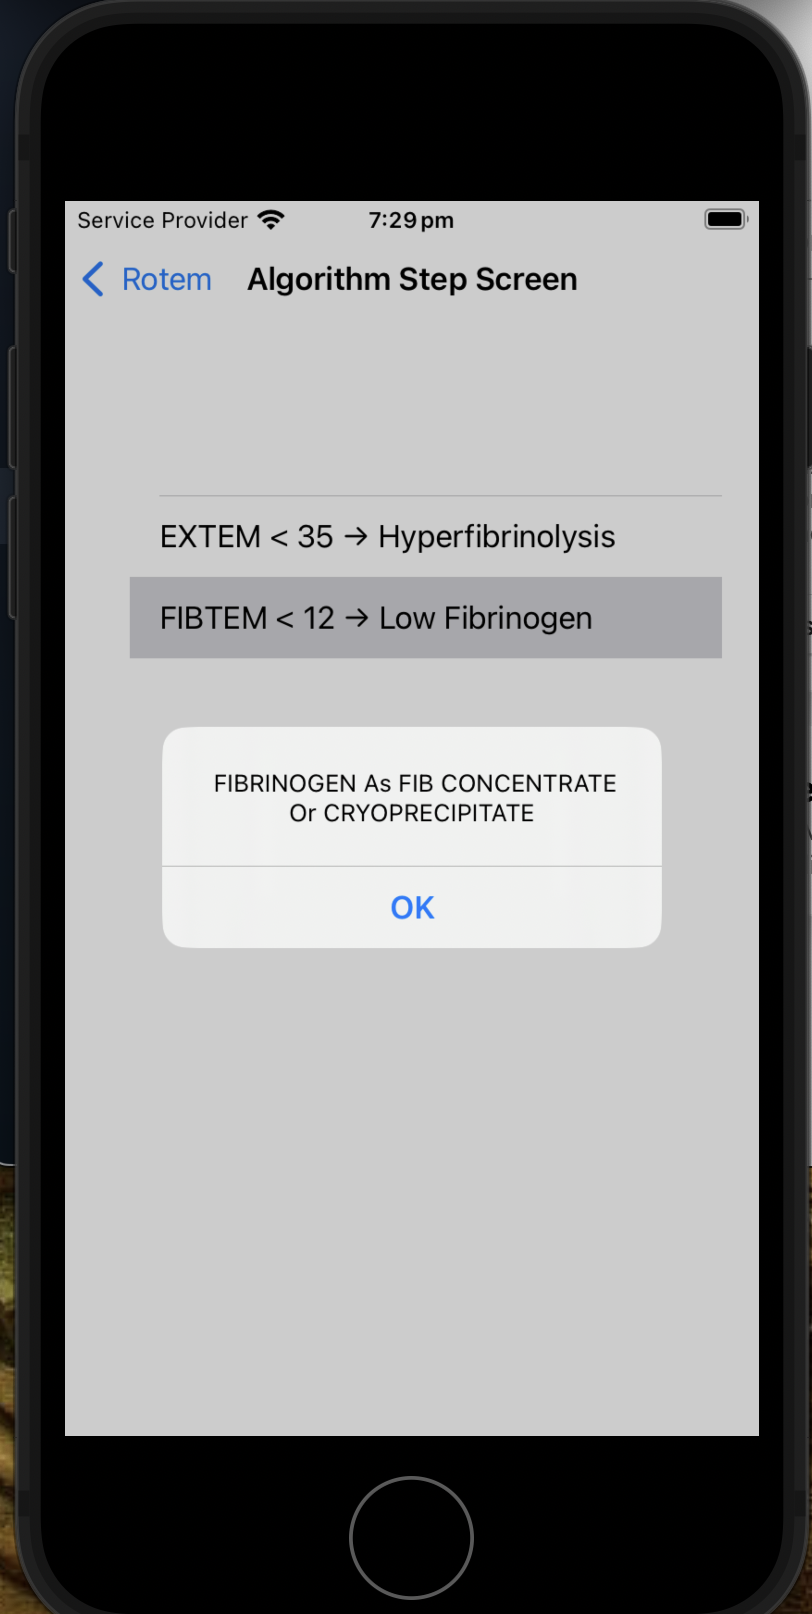 Service Provider 7:29 pm
Rotem Algorithm Step Screen
EXTEM < 35 → Hyperfibrinolysis
FIBTEM < 12 → Low Fibrinogen
FIBRINOGEN As FIB CONCENTRATE
Or CRYOPRECIPITATE
OK